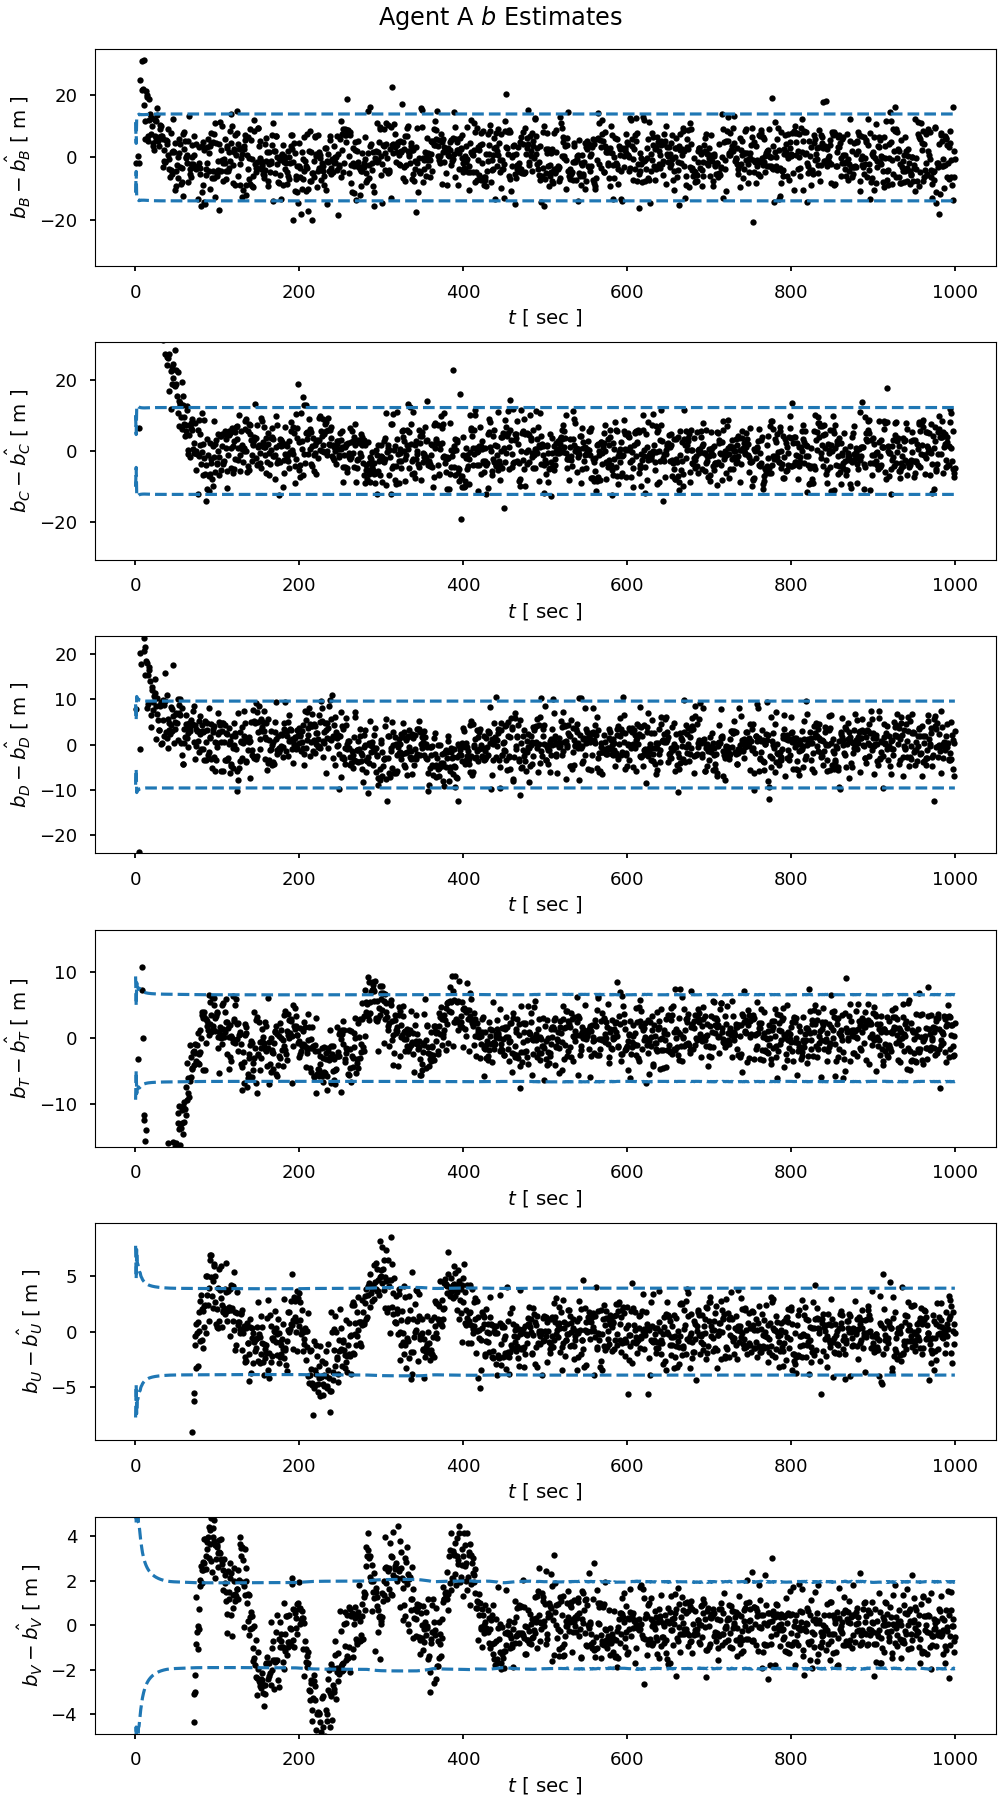 Agent A b Estimates
b_B − b̂_B [ m ]
20
0
−20
0 200 400 600 800 1000
t [ sec ]
b_C − b̂_C [ m ]
20
0
−20
0 200 400 600 800 1000
t [ sec ]
b_D − b̂_D [ m ]
20
10
0
−10
−20
0 200 400 600 800 1000
t [ sec ]
b_T − b̂_T [ m ]
10
0
−10
0 200 400 600 800 1000
t [ sec ]
b_U − b̂_U [ m ]
5
0
−5
0 200 400 600 800 1000
t [ sec ]
b_V − b̂_V [ m ]
4
2
0
−2
−4
0 200 400 600 800 1000
t [ sec ]